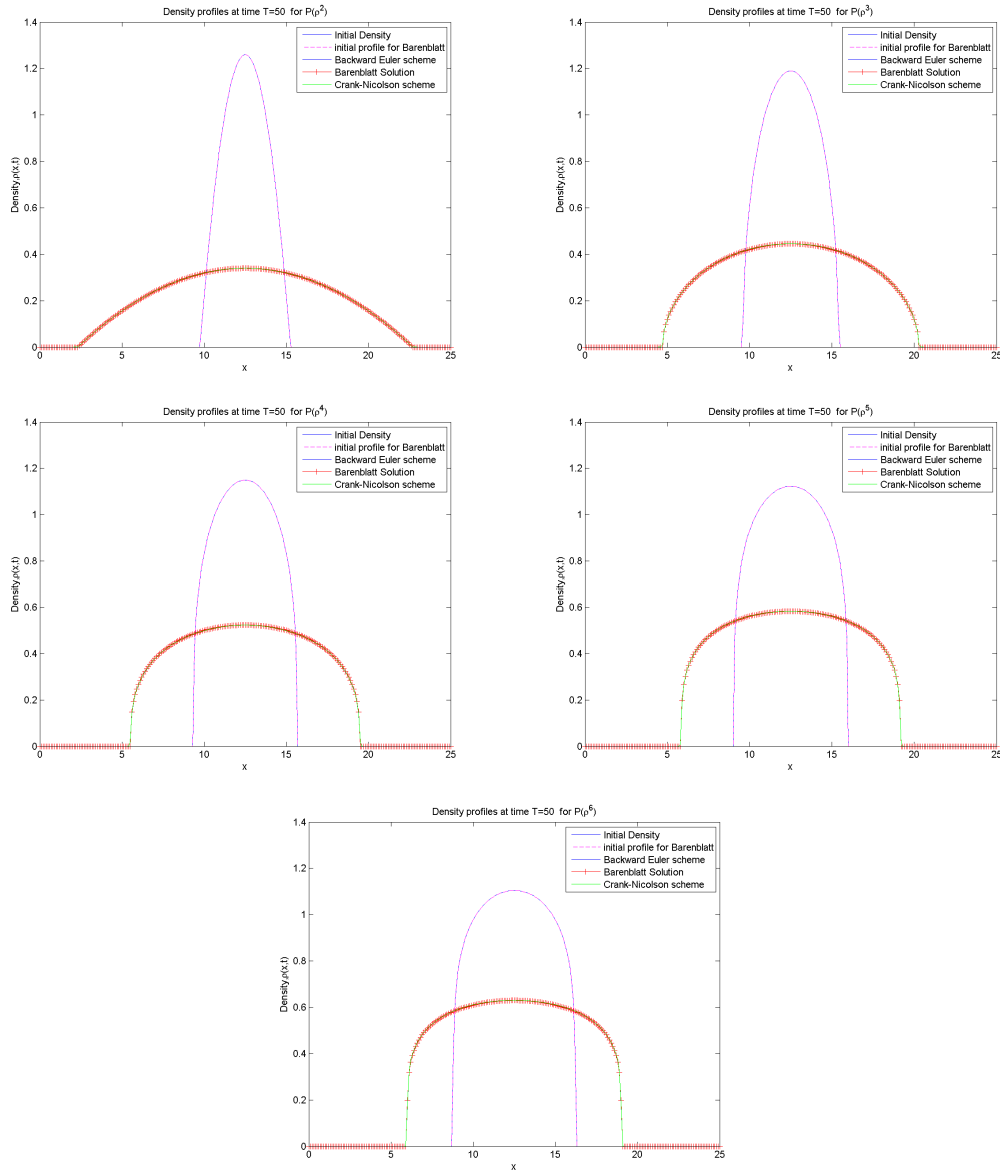 Density profiles at time T=50 for P(ρ²)
Density,ρ(x,t)
1.4
1.2
1
0.8
0.6
0.4
0.2
0
Initial Density
initial profile for Barenblatt
Backward Euler scheme
Barenblatt Solution
Crank-Nicolson scheme
0 5 10 15 20 25
x
Density profiles at time T=50 for P(ρ³)
Density,ρ(x,t)
1.4
1.2
1
0.8
0.6
0.4
0.2
0
Initial Density
initial profile for Barenblatt
Backward Euler scheme
Barenblatt Solution
Crank-Nicolson scheme
0 5 10 15 20 25
x
Density profiles at time T=50 for P(ρ⁴)
Density,ρ(x,t)
1.4
1.2
1
0.8
0.6
0.4
0.2
0
Initial Density
initial profile for Barenblatt
Backward Euler scheme
Barenblatt Solution
Crank-Nicolson scheme
0 5 10 15 20 25
x
Density profiles at time T=50 for P(ρ⁵)
Density,ρ(x,t)
1.4
1.2
1
0.8
0.6
0.4
0.2
0
Initial Density
initial profile for Barenblatt
Backward Euler scheme
Barenblatt Solution
Crank-Nicolson scheme
0 5 10 15 20 25
x
Density profiles at time T=50 for P(ρ⁶)
Density,ρ(x,t)
1.4
1.2
1
0.8
0.6
0.4
0.2
0
Initial Density
initial profile for Barenblatt
Backward Euler scheme
Barenblatt Solution
Crank-Nicolson scheme
0 5 10 15 20 25
x